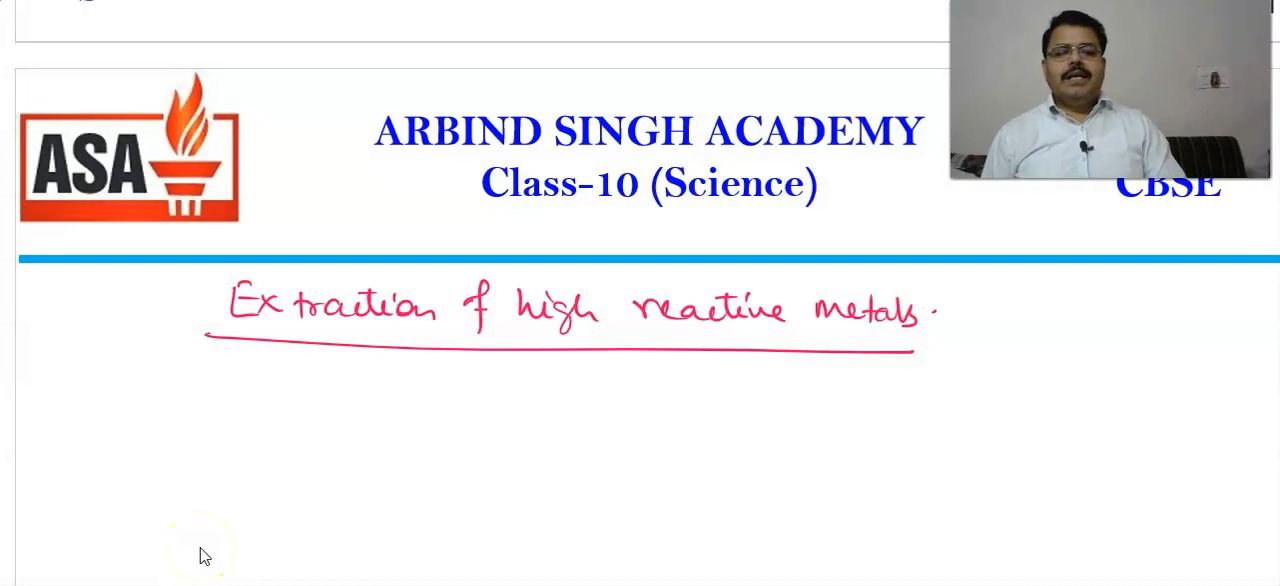 ASA
ARBIND SINGH ACADEMY
Class-10 (Science)
CBSE
Extraction of high reactive metals.